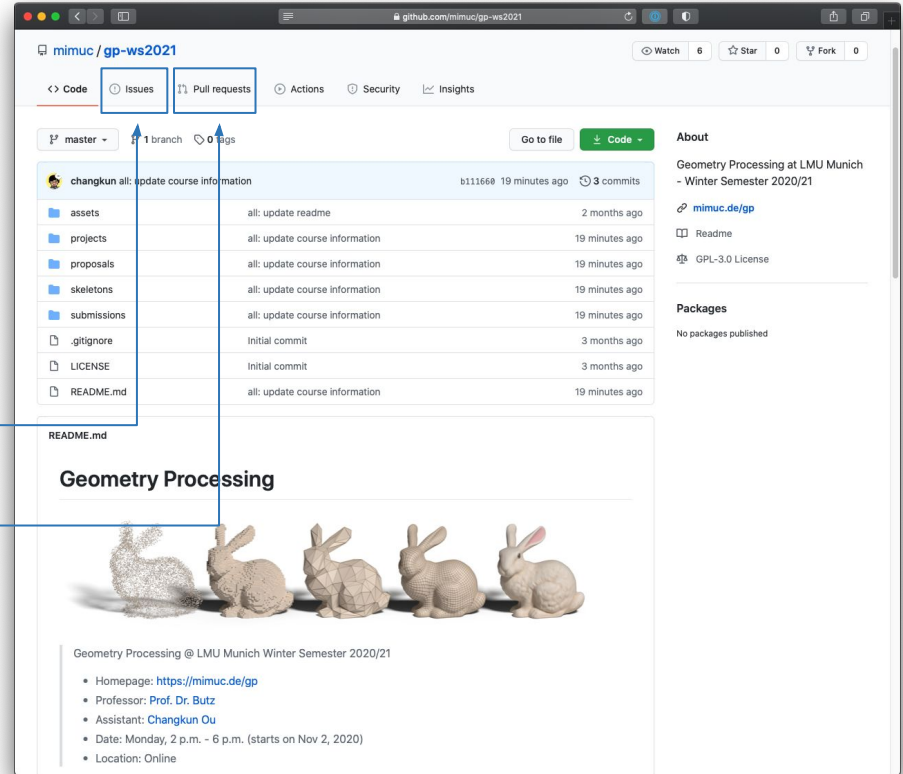 github.com/mimuc/gp-ws2021
mimuc / gp-ws2021
Watch 6 Star 0 Fork 0
<> Code Issues Pull requests Actions Security Insights
master 1 branch 0 tags Go to file Code
changkun all: update course information b111660 19 minutes ago 3 commits
assets all: update readme 2 months ago
projects all: update course information 19 minutes ago
proposals all: update course information 19 minutes ago
skeletons all: update course information 19 minutes ago
submissions all: update course information 19 minutes ago
.gitignore Initial commit 3 months ago
LICENSE Initial commit 3 months ago
README.md all: update course information 19 minutes ago
About
Geometry Processing at LMU Munich
- Winter Semester 2020/21
mimuc.de/gp
Readme
GPL-3.0 License
Packages
No packages published
README.md
Geometry Processing
Geometry Processing @ LMU Munich Winter Semester 2020/21
• Homepage: https://mimuc.de/gp
• Professor: Prof. Dr. Butz
• Assistant: Changkun Ou
• Date: Monday, 2 p.m. - 6 p.m. (starts on Nov 2, 2020)
• Location: Online